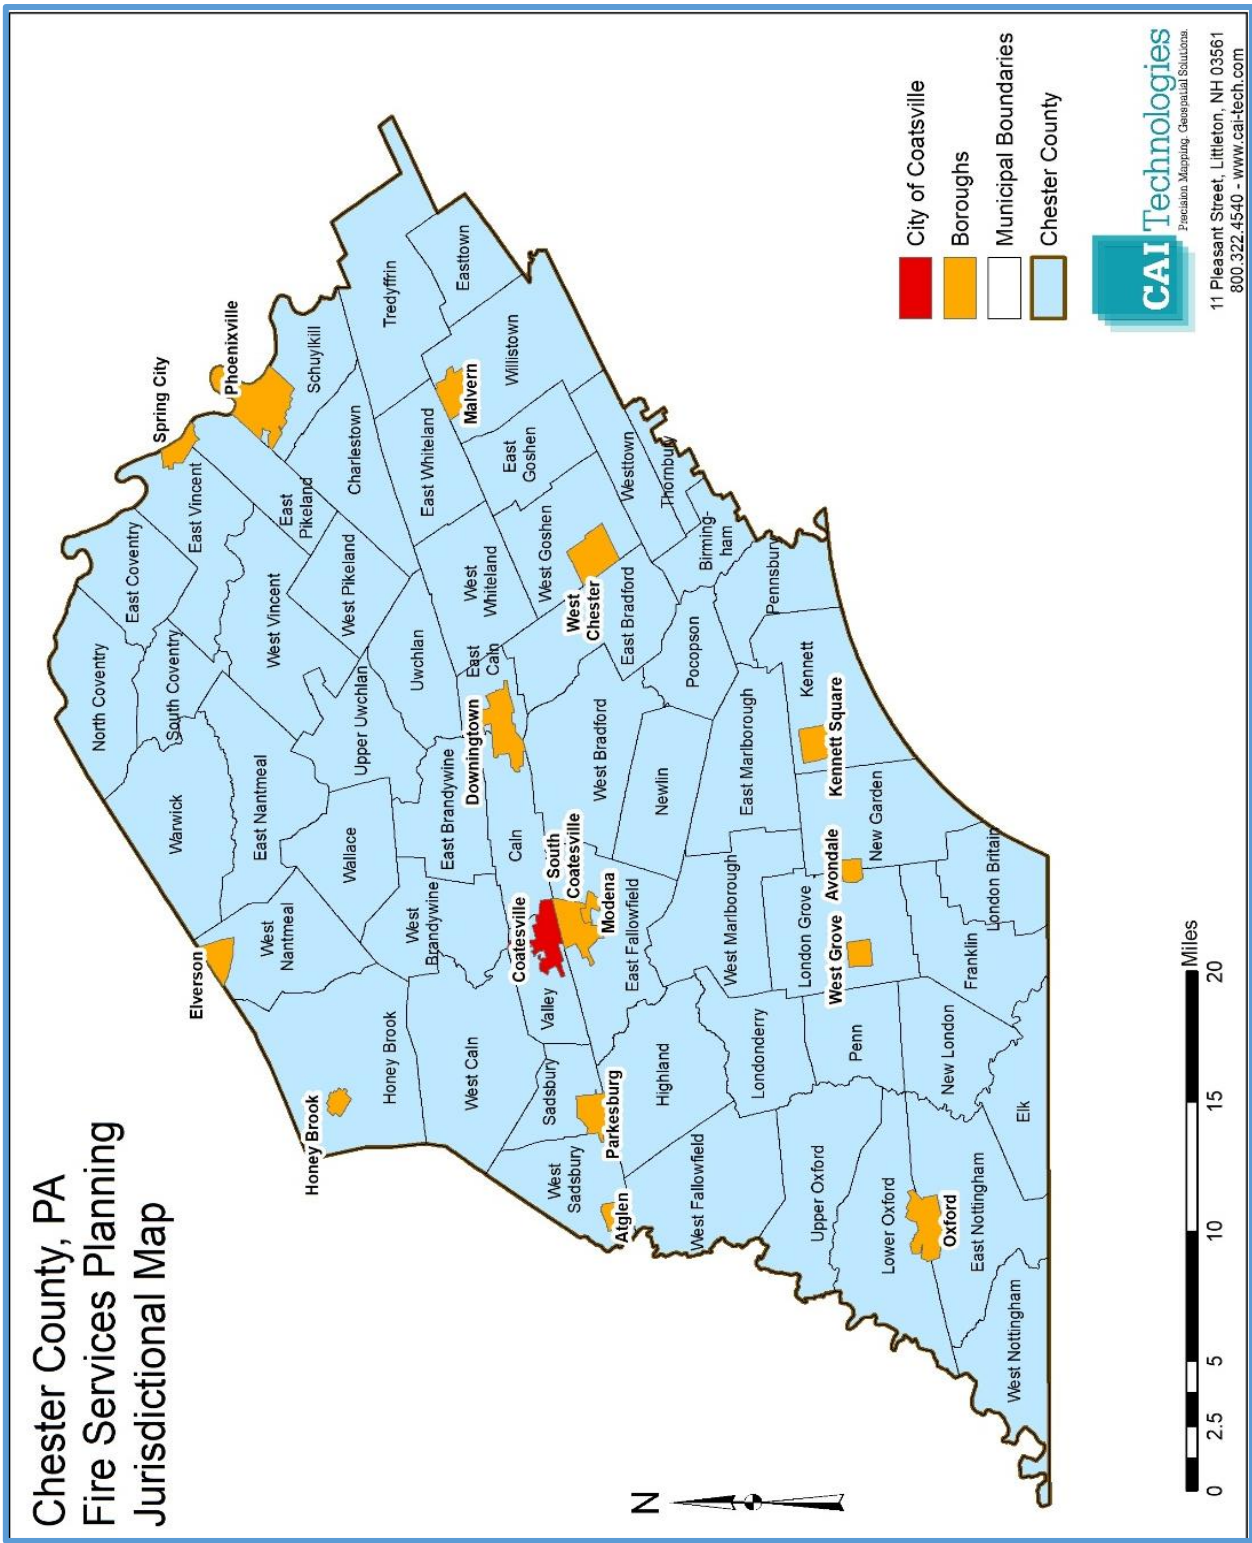 Chester County, PA
Fire Services Planning
Jurisdictional Map
Spring City
Phoenixville
Schuylkill
Tredyffrin
Easttown
Malvern
Willistown
East Vincent
East
Pikeland
Charlestown
East Whiteland
East
Goshen
Westtown
Thornbury
North Coventry
East Coventry
South Coventry
West Vincent
West Pikeland
Uwchlan
West
Whiteland
West Goshen
West
Chester
East Bradford
Birming-
ham
Pennsbury
Pocopson
Warwick
East Nantmeal
Upper Uwchlan
East
Caln
Downingtown
West Bradford
Newlin
East Marlborough
Kennett
Kennett Square
Elverson
West
Nantmeal
Wallace
East Brandywine
West
Brandywine
Caln
Coatesville
South
Coatesville
Modena
East Fallowfield
West Marlborough
London Grove
Avondale
New Garden
West Grove
London Britain
Franklin
Honey Brook
Honey Brook
West Caln
Valley
Sadsbury
Parkesburg
Highland
Londonderry
Penn
New London
Elk
West
Sadsbury
Atglen
West Fallowfield
Upper Oxford
Lower Oxford
Oxford
East Nottingham
West Nottingham
N
0
2.5
5
10
15
20
Miles
City of Coatsville
Boroughs
Municipal Boundaries
Chester County
CAI Technologies
Precision Mapping. Geospatial Solutions.
11 Pleasant Street, Littleton, NH 03561
800.322.4540 - www.cai-tech.com